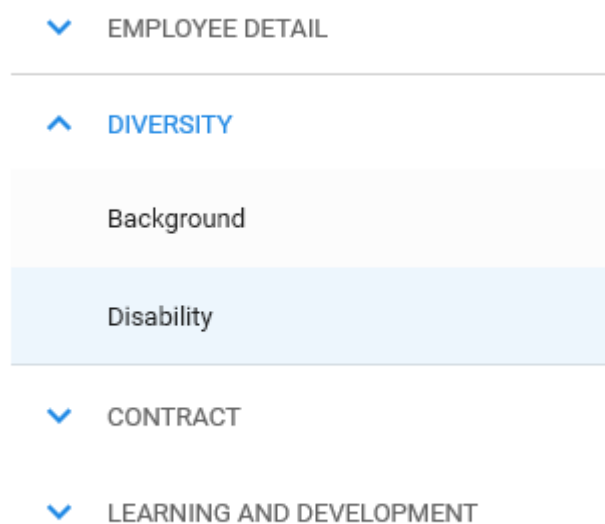 EMPLOYEE DETAIL
DIVERSITY
Background
Disability
CONTRACT
LEARNING AND DEVELOPMENT